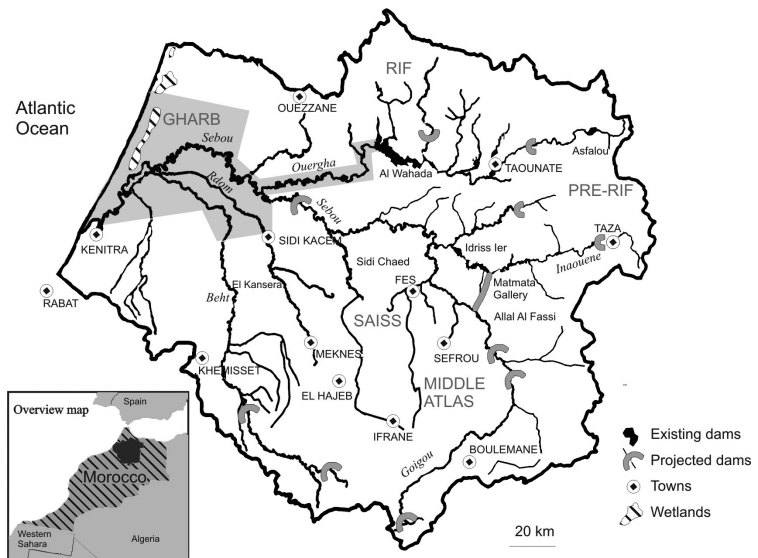 RIF
Atlantic
Ocean
OUEZZANE
GHARB
Sebou
Asfalou
Ouergha
TAOUNATE
Al Wahada
Rdom
PRE-RIF
Sebou
TAZA
KENITRA
SIDI KACEM
Idriss Ier
Sidi Chaed
Inaouene
FES
Matmata
Gallery
El Kansera
RABAT
Beht
Allal Al Fassi
SAISS
MEKNES
SEFROU
KHEMISSET
MIDDLE
ATLAS
EL HAJEB
IFRANE
Goigou
BOULEMANE
Overview map
Spain
Morocco
Western
Sahara
Algeria
Existing dams
Projected dams
Towns
Wetlands
20 km